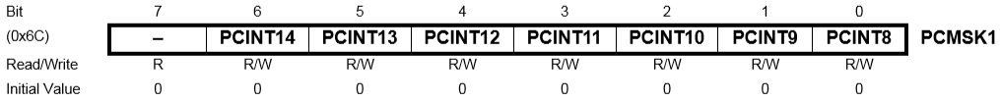 Bit 7 6 5 4 3 2 1 0
(0x6C) – PCINT14 PCINT13 PCINT12 PCINT11 PCINT10 PCINT9 PCINT8 PCMSK1
Read/Write R R/W R/W R/W R/W R/W R/W R/W
Initial Value 0 0 0 0 0 0 0 0